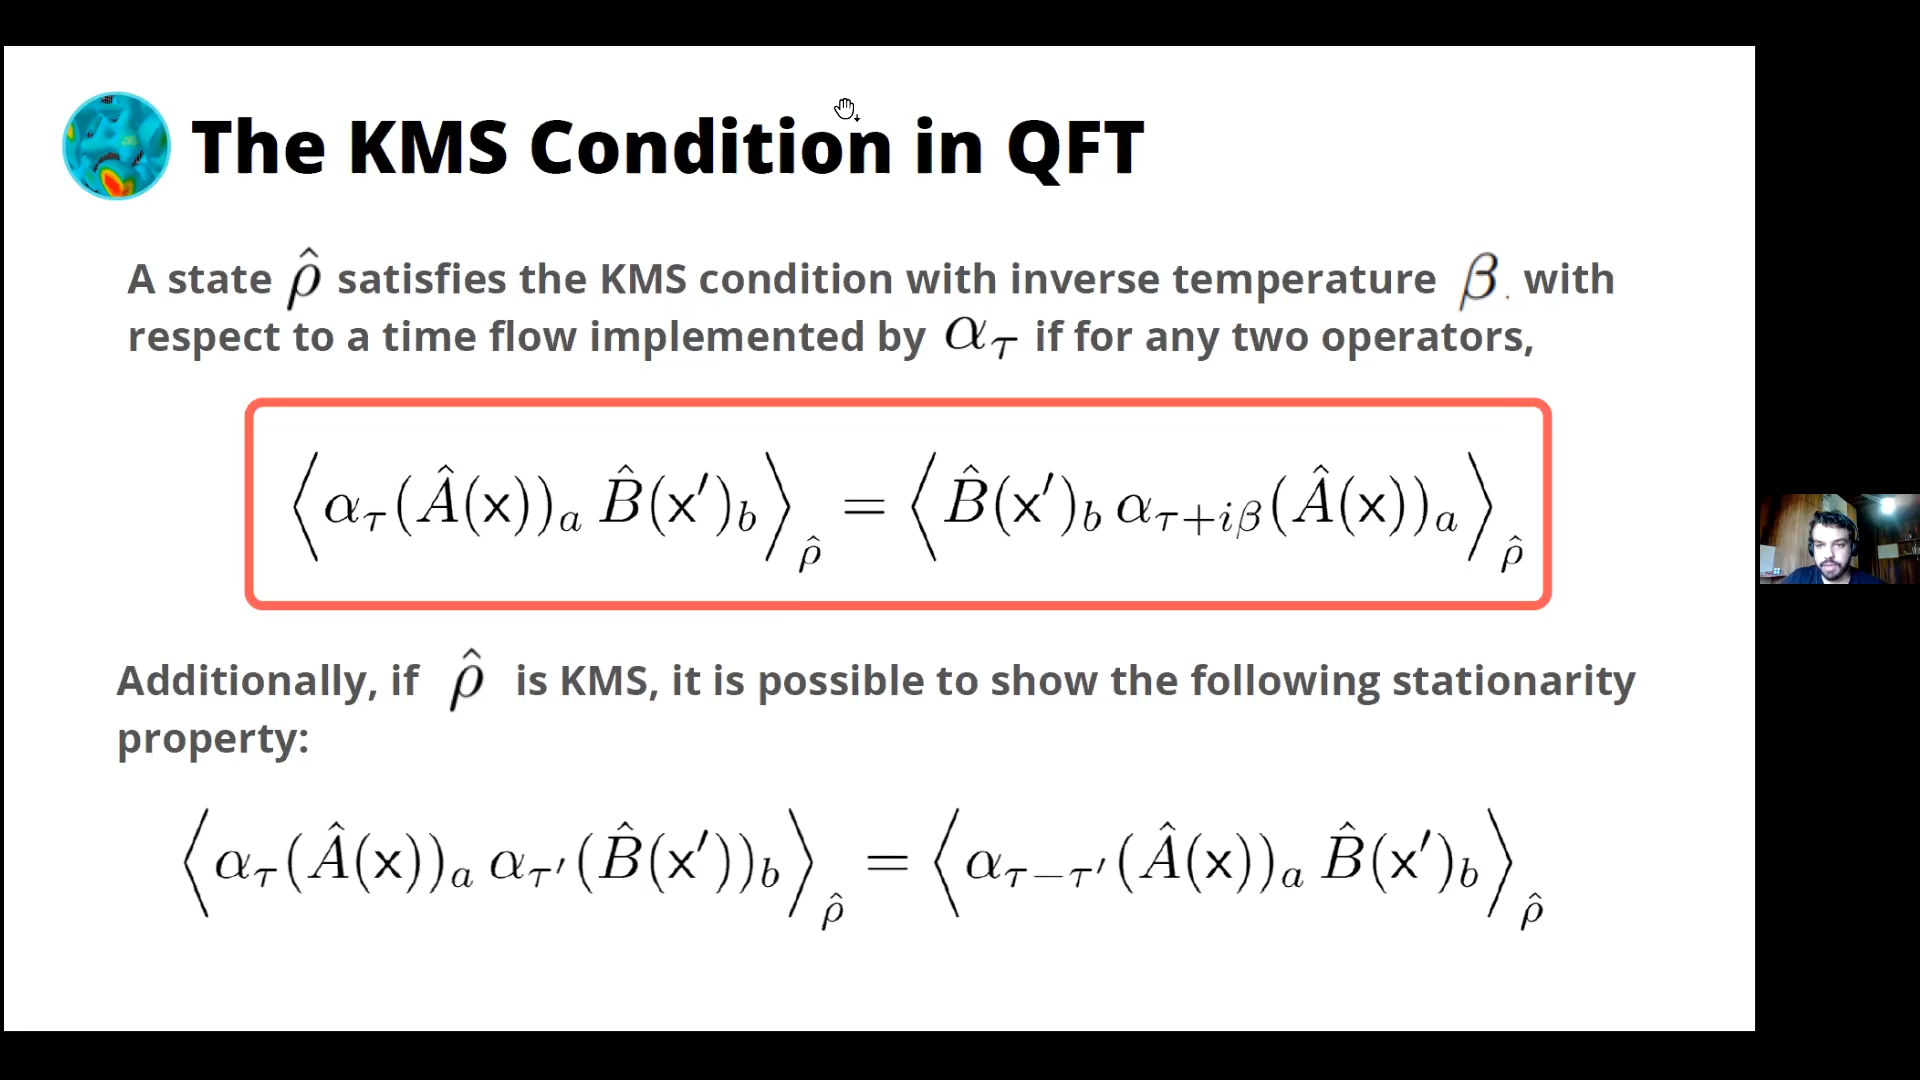 The KMS Condition in QFT
A state ρ̂ satisfies the KMS condition with inverse temperature β. with
respect to a time flow implemented by α_τ if for any two operators,
⟨α_τ(Â(x))_a B̂(x′)_b⟩_ρ̂ = ⟨B̂(x′)_b α_{τ+iβ}(Â(x))_a⟩_ρ̂
Additionally, if ρ̂ is KMS, it is possible to show the following stationarity
property:
⟨α_τ(Â(x))_a α_{τ′}(B̂(x′))_b⟩_ρ̂ = ⟨α_{τ−τ′}(Â(x))_a B̂(x′)_b⟩_ρ̂